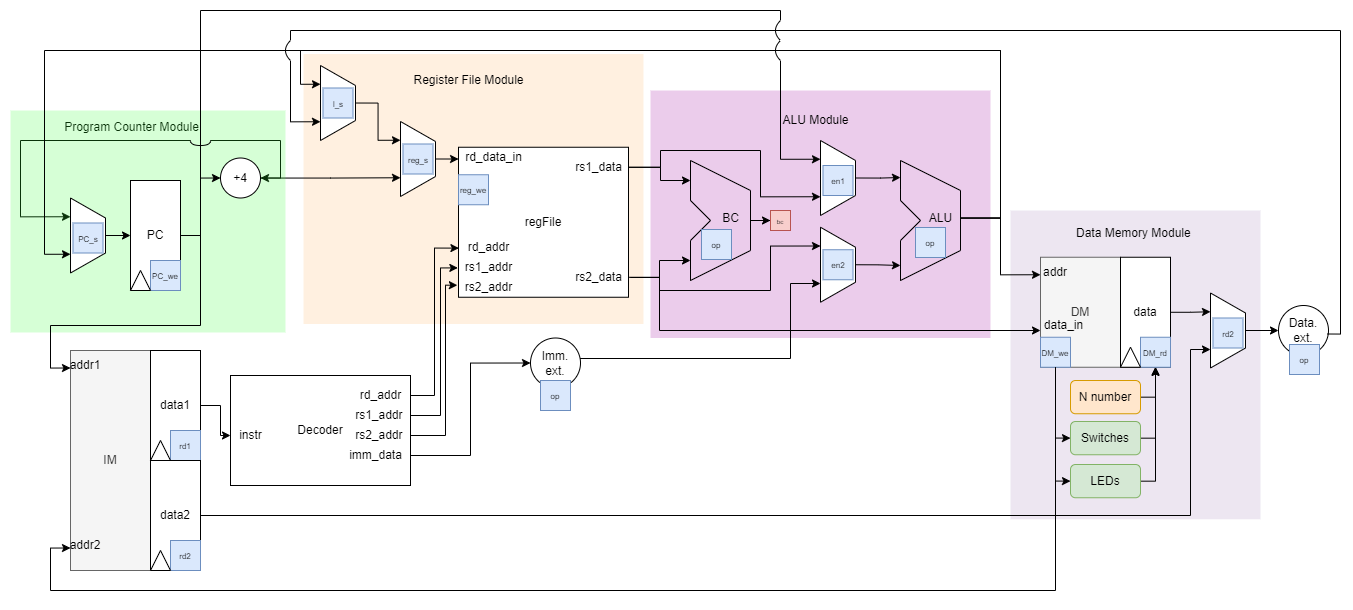 Register File Module
l_s
ALU Module
Program Counter Module
reg_s
rd_data_in
rs1_data
+4
reg_we
en1
regFile
BC
bc
ALU
PC_s
PC
op
op
Data Memory Module
rd_addr
rs1_addr
rs2_addr
rs2_data
en2
PC_we
addr
DM
data
data_in
rd2
Data.
ext.
op
DM_we
DM_rd
addr1
Imm.
ext.
op
N number
data1
rd1
instr
Decoder
rd_addr
rs1_addr
rs2_addr
imm_data
Switches
IM
LEDs
data2
addr2
rd2